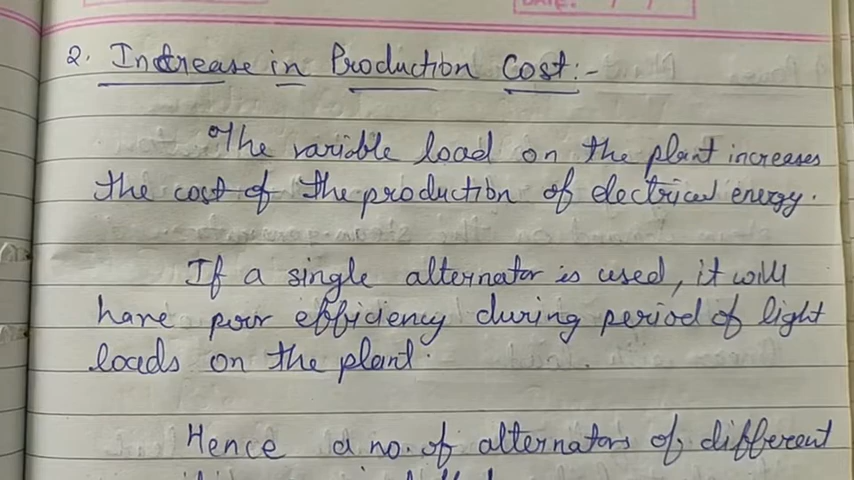 DATE: / /
2. Increase in Production Cost:-
The variable load on the plant increases
the cost of the production of electrical energy.
If a single alternator is used, it will
have poor efficiency during period of light
loads on the plant.
Hence a no. of alternators of different